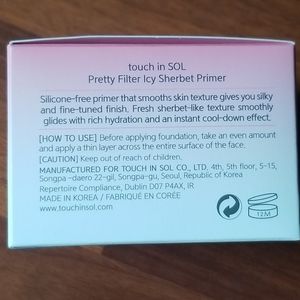 touch in SOL
Pretty Filter Icy Sherbet Primer
Silicone-free primer that smooths skin texture gives you silky
and fine-tuned finish. Fresh sherbet-like texture smoothly
glides with rich hydration and an instant cool-down effect.
[HOW TO USE] Before applying foundation, take an even amount
and apply a thin layer across the entire surface of the face.
[CAUTION] Keep out of reach of children.
MANUFACTURED FOR TOUCH IN SOL CO., LTD. 4th, 5th floor, 5-15,
Songpa-daero 22-gil, Songpa-gu, Seoul, Republic of Korea
Repertoire Compliance, Dublin D07 P4AX, IR
MADE IN KOREA / FABRIQUÉ EN CORÉE
www.touchinsol.com
12M